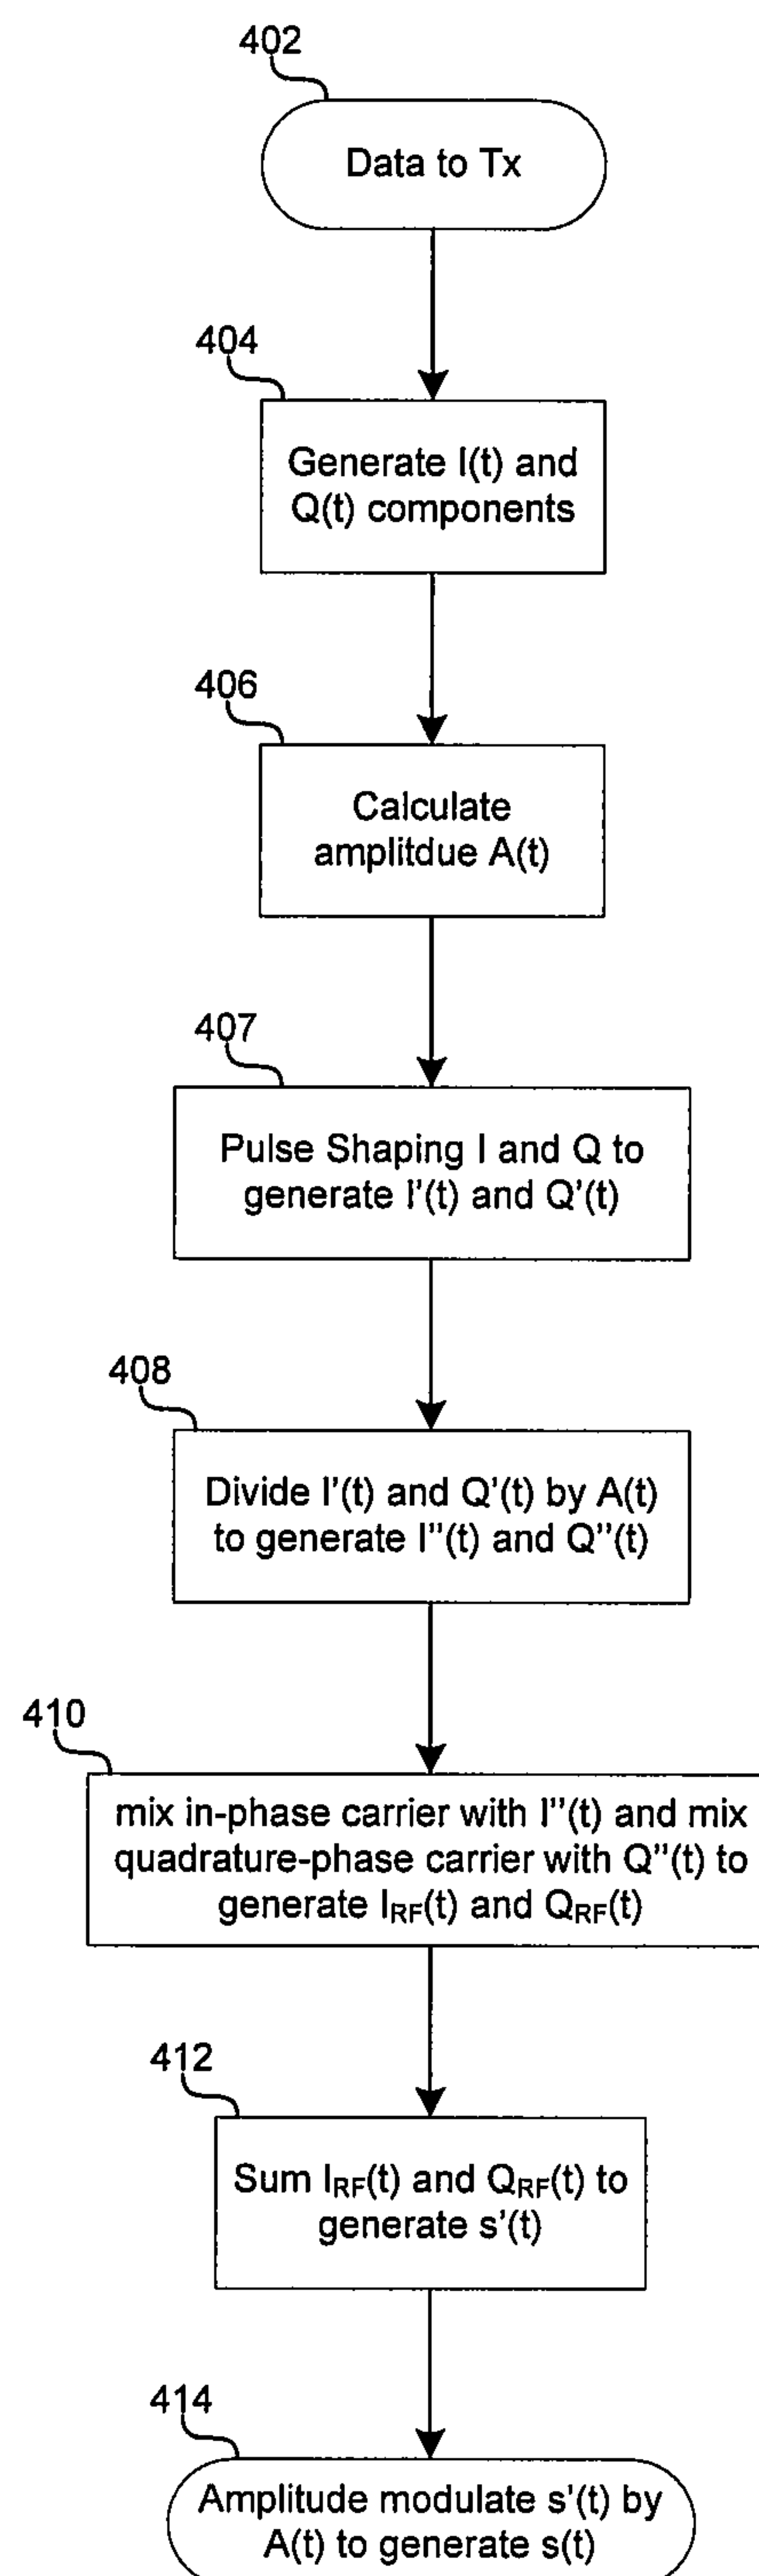 402
Data to Tx
404
Generate I(t) and
Q(t) components
406
Calculate
amplitdue A(t)
407
Pulse Shaping I and Q to
generate I'(t) and Q'(t)
408
Divide I'(t) and Q'(t) by A(t)
to generate I''(t) and Q''(t)
410
mix in-phase carrier with I''(t) and mix
quadrature-phase carrier with Q''(t) to
generate IRF(t) and QRF(t)
412
Sum IRF(t) and QRF(t) to
generate s'(t)
414
Amplitude modulate s'(t) by
A(t) to generate s(t)